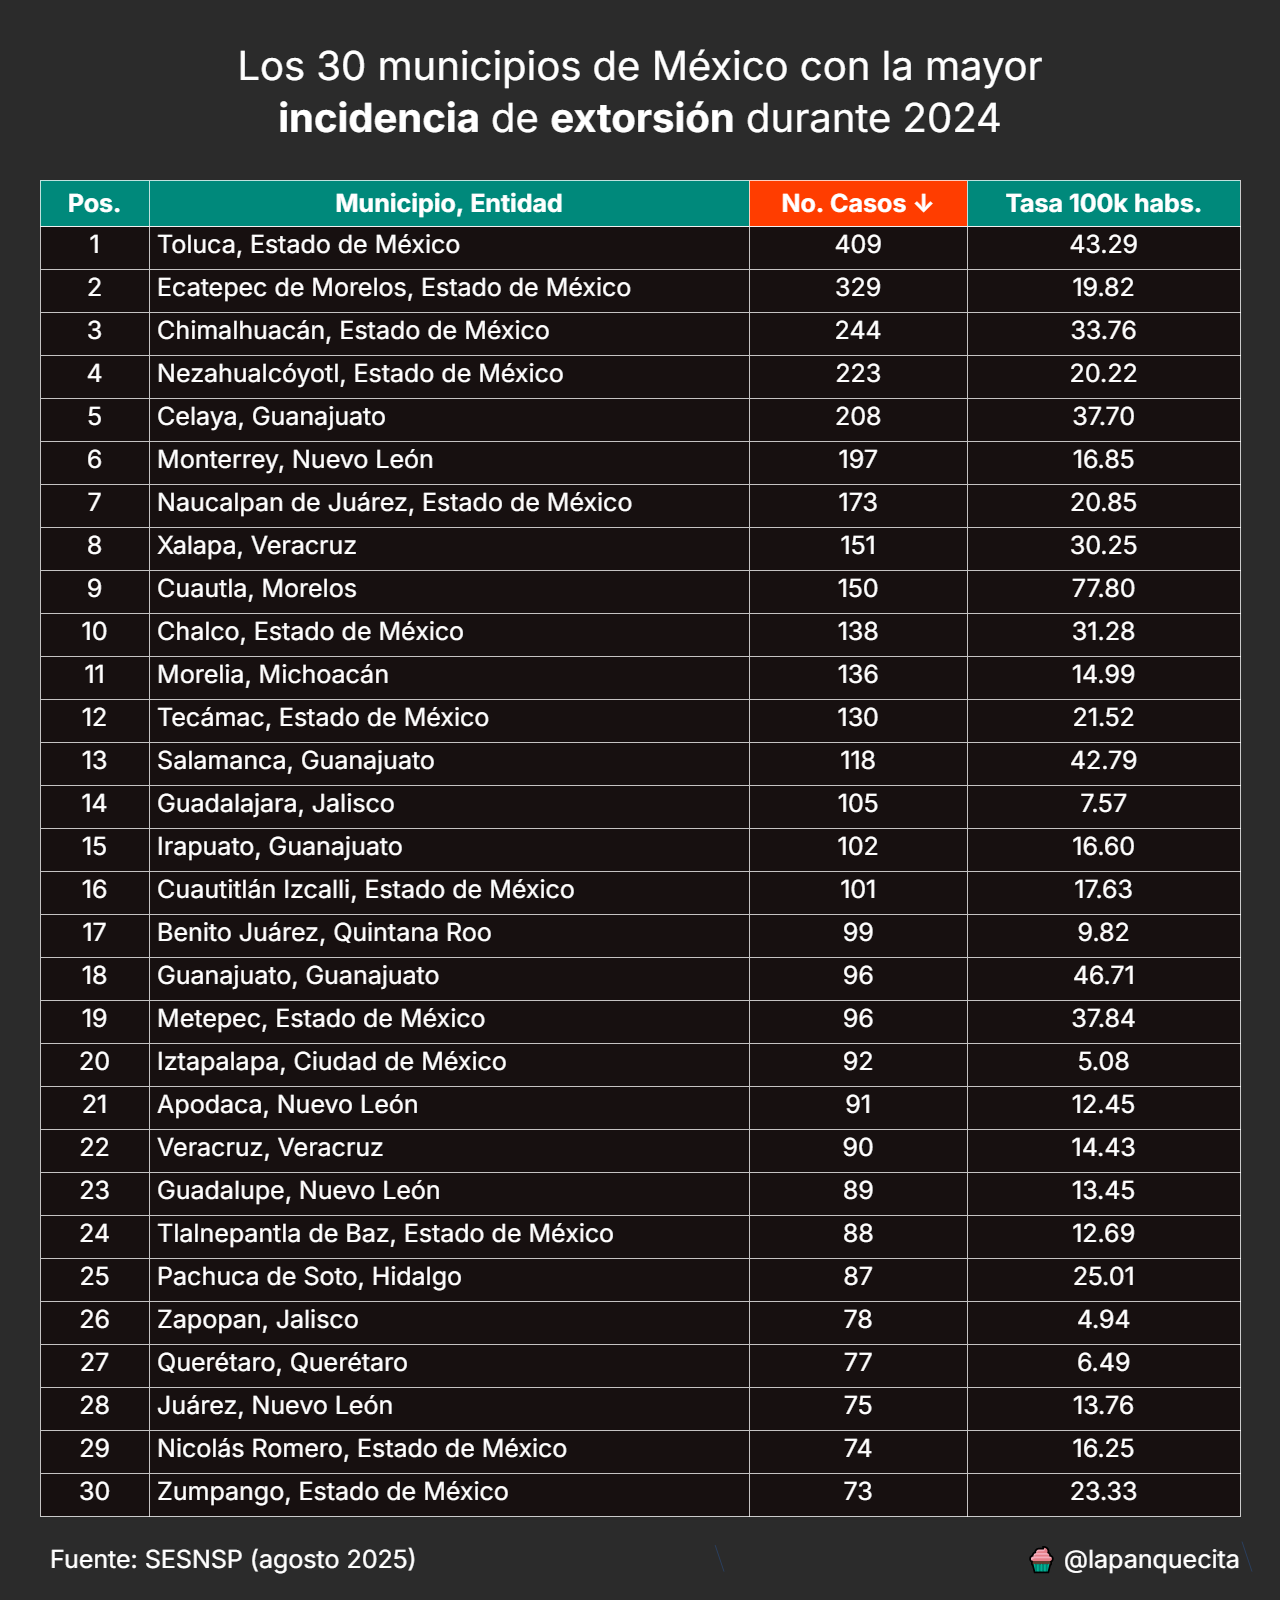 Los 30 municipios de México con la mayor
incidencia de extorsión durante 2024
Pos. Municipio, Entidad No. Casos ↓ Tasa 100k habs.
1 Toluca, Estado de México 409 43.29
2 Ecatepec de Morelos, Estado de México 329 19.82
3 Chimalhuacán, Estado de México 244 33.76
4 Nezahualcóyotl, Estado de México 223 20.22
5 Celaya, Guanajuato 208 37.70
6 Monterrey, Nuevo León 197 16.85
7 Naucalpan de Juárez, Estado de México 173 20.85
8 Xalapa, Veracruz 151 30.25
9 Cuautla, Morelos 150 77.80
10 Chalco, Estado de México 138 31.28
11 Morelia, Michoacán 136 14.99
12 Tecámac, Estado de México 130 21.52
13 Salamanca, Guanajuato 118 42.79
14 Guadalajara, Jalisco 105 7.57
15 Irapuato, Guanajuato 102 16.60
16 Cuautitlán Izcalli, Estado de México 101 17.63
17 Benito Juárez, Quintana Roo 99 9.82
18 Guanajuato, Guanajuato 96 46.71
19 Metepec, Estado de México 96 37.84
20 Iztapalapa, Ciudad de México 92 5.08
21 Apodaca, Nuevo León 91 12.45
22 Veracruz, Veracruz 90 14.43
23 Guadalupe, Nuevo León 89 13.45
24 Tlalnepantla de Baz, Estado de México 88 12.69
25 Pachuca de Soto, Hidalgo 87 25.01
26 Zapopan, Jalisco 78 4.94
27 Querétaro, Querétaro 77 6.49
28 Juárez, Nuevo León 75 13.76
29 Nicolás Romero, Estado de México 74 16.25
30 Zumpango, Estado de México 73 23.33
Fuente: SESNSP (agosto 2025) @lapanquecita